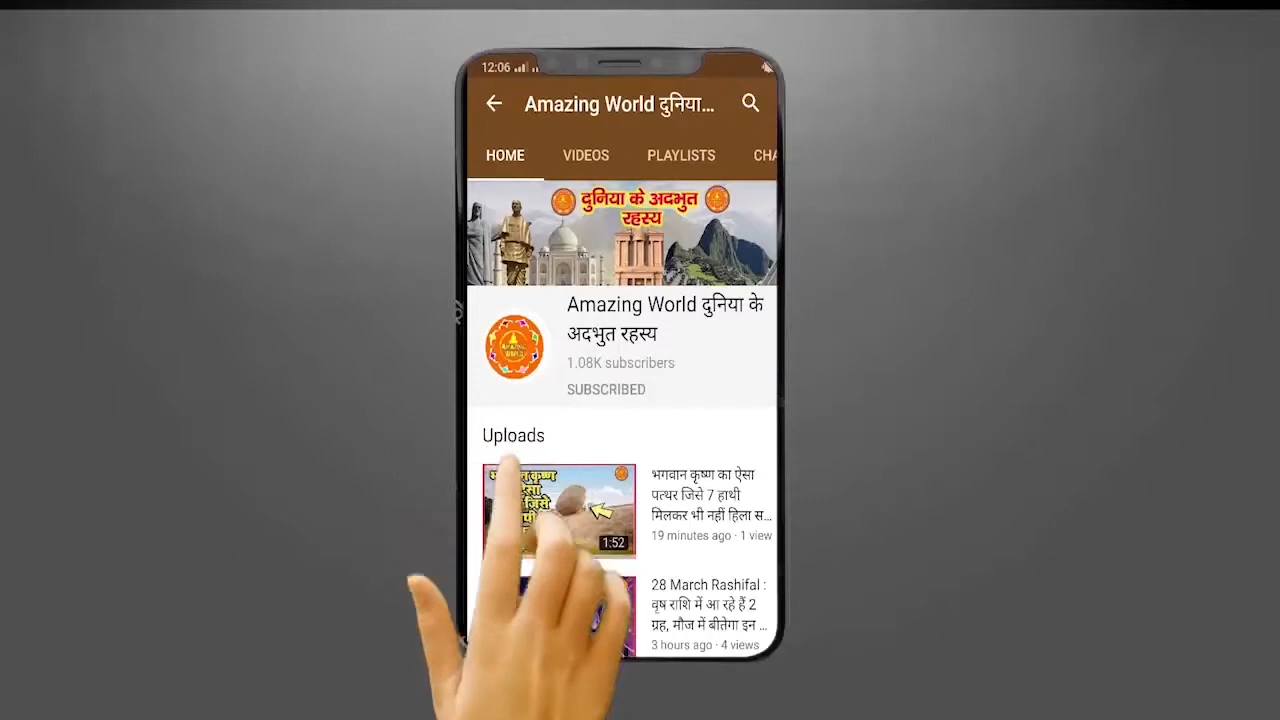 12:06
Amazing World दुनिया...
HOME VIDEOS PLAYLISTS CHA
दुनिया के अदभुत
रहस्य
Amazing World दुनिया के
अदभुत रहस्य
AMAZING
WORLD
1.08K subscribers
SUBSCRIBED
Uploads
जिसे
1:52
भगवान कृष्ण का ऐसा
पत्थर जिसे 7 हाथी
मिलकर भी नहीं हिला स...
19 minutes ago · 1 view
28 March Rashifal :
वृष राशि में आ रहे हैं 2
ग्रह, मौज में बीतेगा इन ...
3 hours ago · 4 views